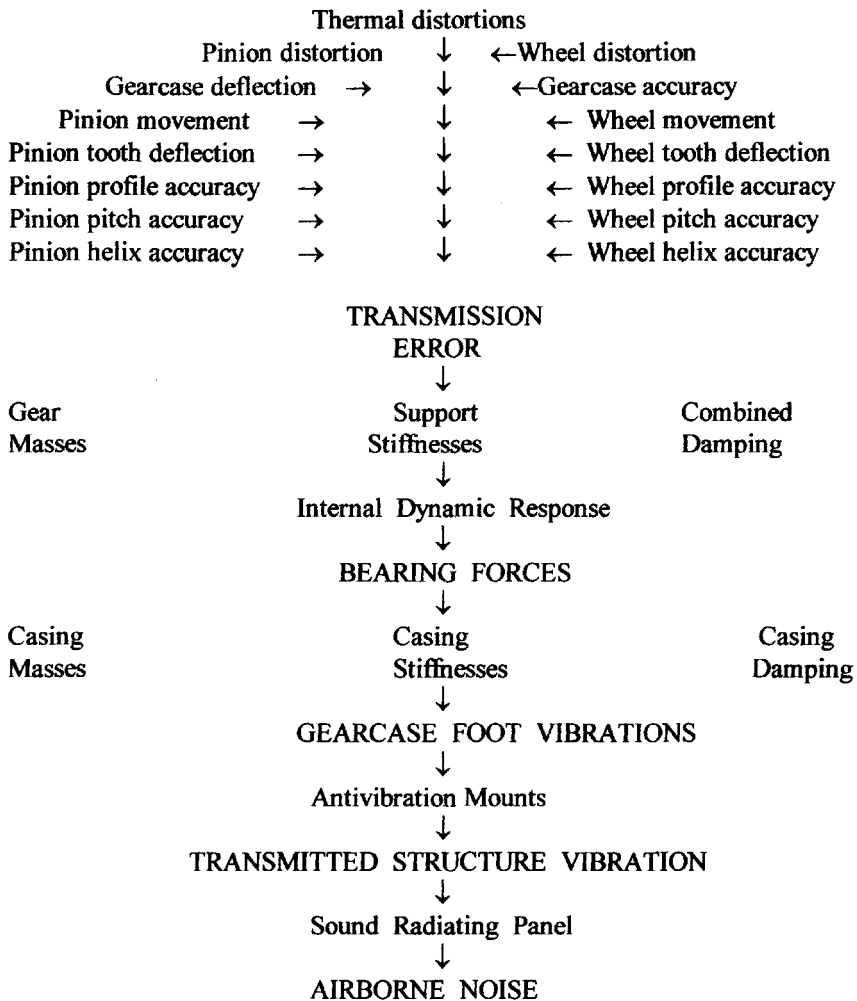 Thermal distortions
Pinion distortion ↓ ←Wheel distortion
Gearcase deflection → ↓ ←Gearcase accuracy
Pinion movement → ↓ ← Wheel movement
Pinion tooth deflection → ↓ ← Wheel tooth deflection
Pinion profile accuracy → ↓ ← Wheel profile accuracy
Pinion pitch accuracy → ↓ ← Wheel pitch accuracy
Pinion helix accuracy → ↓ ← Wheel helix accuracy
TRANSMISSION
ERROR
↓
Gear Support Combined
Masses Stiffnesses Damping
↓
Internal Dynamic Response
↓
BEARING FORCES
↓
Casing Casing Casing
Masses Stiffnesses Damping
↓
GEARCASE FOOT VIBRATIONS
↓
Antivibration Mounts
↓
TRANSMITTED STRUCTURE VIBRATION
↓
Sound Radiating Panel
↓
AIRBORNE NOISE